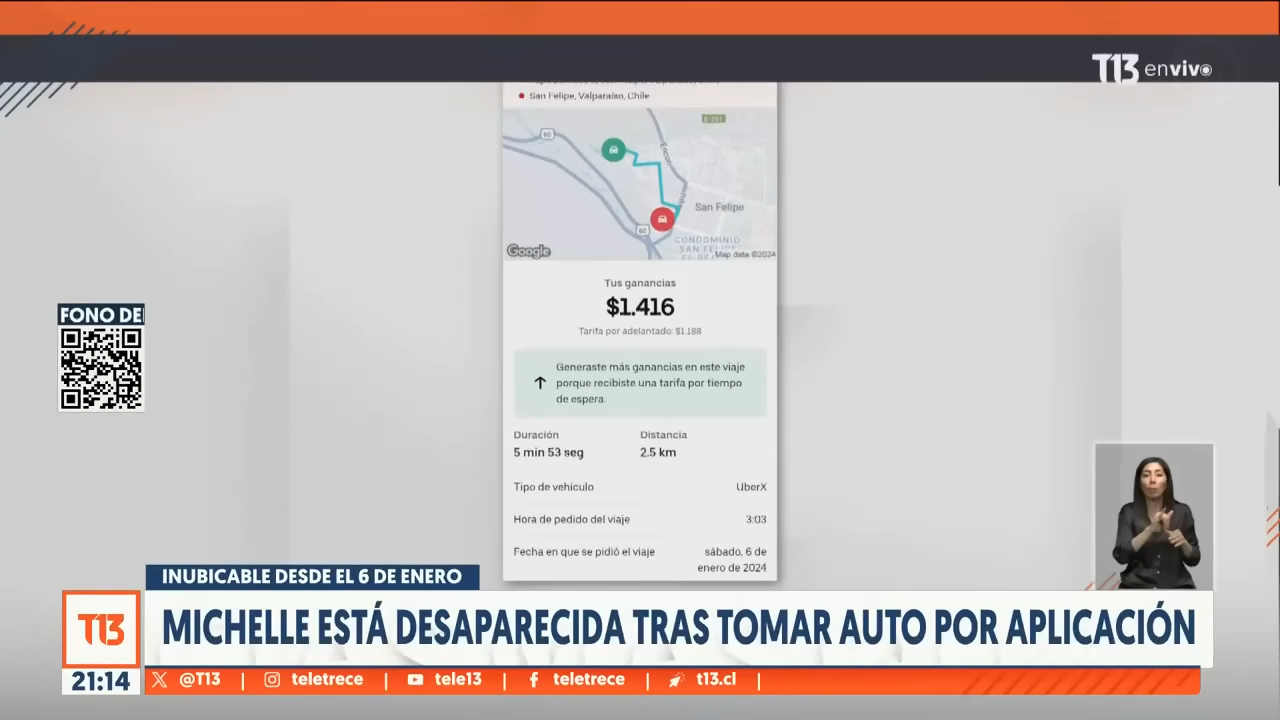 T13 envivo
San Felipe, Valparaíso, Chile
E-761
60
Encon
San Felipe
60
CONDOMINIO
SAN FELIPE
Google
Map data ©2024
Tus ganancias
$1.416
Tarifa por adelantado: $1.188
Generaste más ganancias en este viaje
porque recibiste una tarifa por tiempo
de espera.
Duración
Distancia
5 min 53 seg
2.5 km
Tipo de vehículo
UberX
Hora de pedido del viaje
3:03
Fecha en que se pidió el viaje
sábado, 6 de
enero de 2024
FONO DE
INUBICABLE DESDE EL 6 DE ENERO
T13
MICHELLE ESTÁ DESAPARECIDA TRAS TOMAR AUTO POR APLICACIÓN
21:14
@T13 | teletrece | tele13 | teletrece | t13.cl |